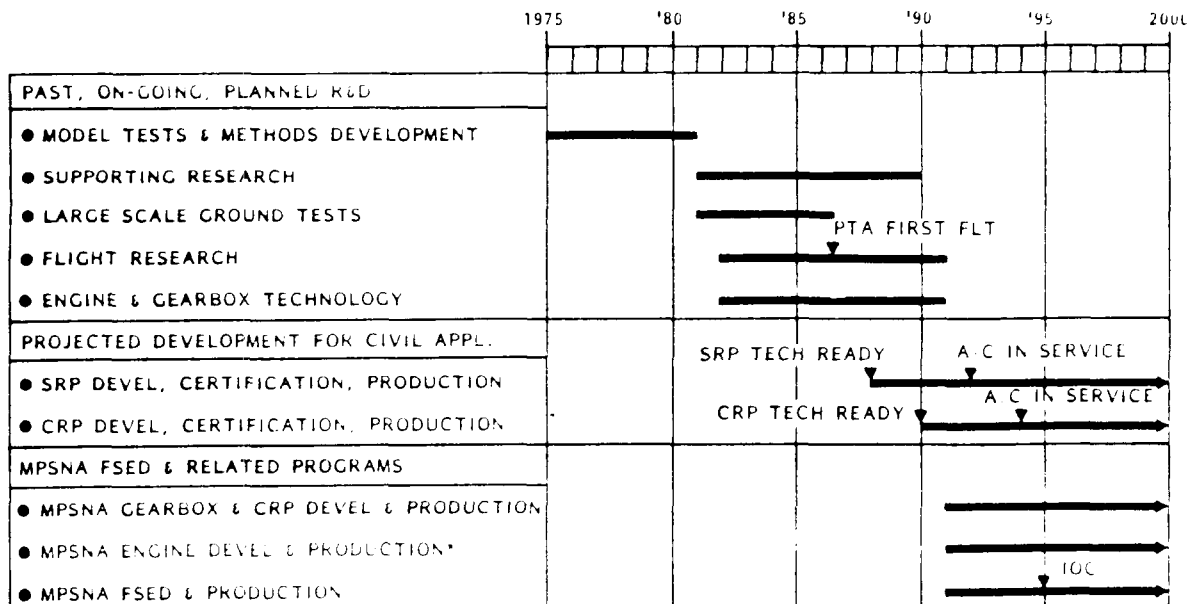 1975 '80 '85 '90 '95 2000
PAST, ON-GOING, PLANNED R&D
● MODEL TESTS & METHODS DEVELOPMENT
● SUPPORTING RESEARCH
● LARGE SCALE GROUND TESTS
PTA FIRST FLT
● FLIGHT RESEARCH
● ENGINE & GEARBOX TECHNOLOGY
PROJECTED DEVELOPMENT FOR CIVIL APPL.
SRP TECH READY A-C IN SERVICE
● SRP DEVEL, CERTIFICATION, PRODUCTION
A-C IN SERVICE
● CRP DEVEL, CERTIFICATION, PRODUCTION CRP TECH READY
MPSNA FSED & RELATED PROGRAMS
● MPSNA GEARBOX & CRP DEVEL & PRODUCTION
● MPSNA ENGINE DEVEL & PRODUCTION*
IOC
● MPSNA FSED & PRODUCTION